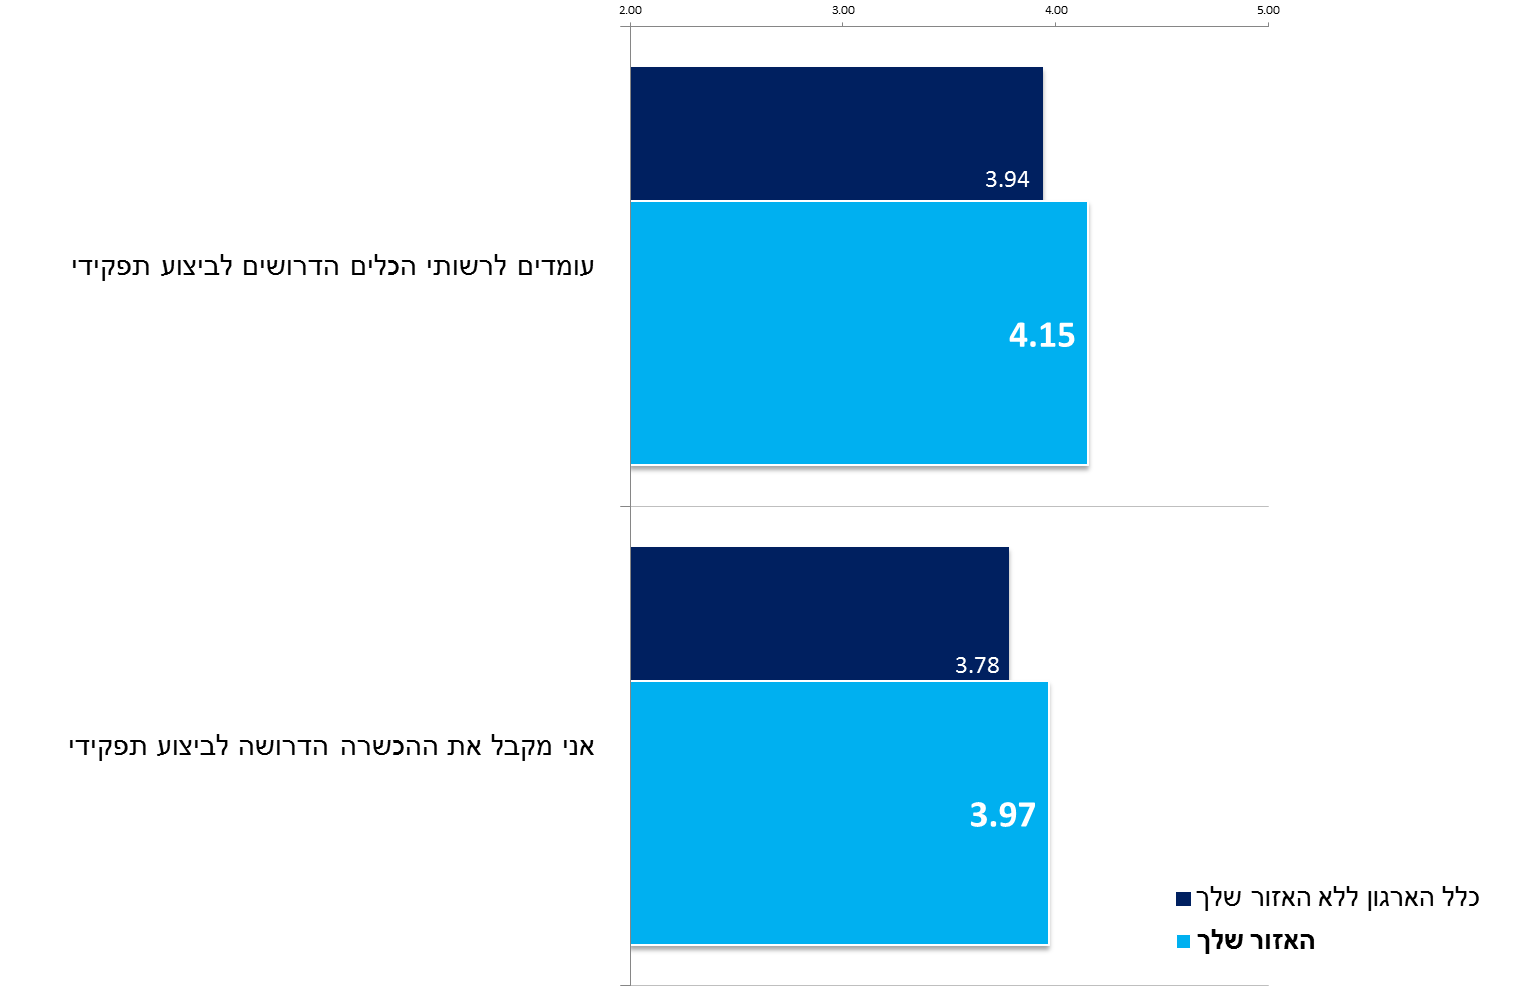 2.00 3.00 4.00 5.00
3.94
עומדים לרשותי הכלים הדרושים לביצוע תפקידי
4.15
3.78
אני מקבל את ההכשרה הדרושה לביצוע תפקידי
3.97
כלל הארגון ללא האזור שלך
האזור שלך